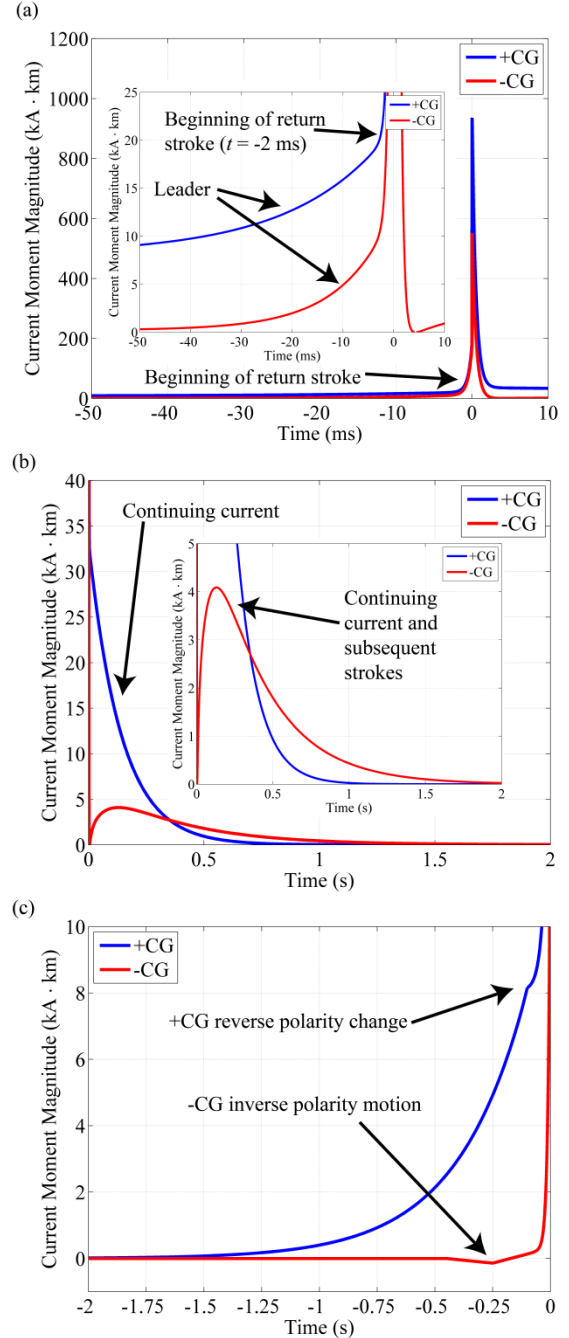 (a)
1200
1000
800
600
400
200
0
Current Moment Magnitude (kA · km)
+CG
-CG
25
20
15
10
5
0
Current Moment Magnitude (kA · km)
Beginning of return
stroke (t = -2 ms)
Leader
+CG
-CG
-50
-40
-30
-20
-10
0
10
Time (ms)
Beginning of return stroke
-50
-40
-30
-20
-10
0
10
Time (ms)
(b)
40
35
30
25
20
15
10
5
0
Current Moment Magnitude (kA · km)
Continuing current
+CG
-CG
5
4
3
2
1
0
Current Moment Magnitude (kA · km)
+CG
-CG
Continuing
current and
subsequent
strokes
0
0.5
1
1.5
2
Time (s)
0
0.5
1
1.5
2
Time (s)
(c)
10
8
6
4
2
0
Current Moment Magnitude (kA · km)
+CG
-CG
+CG reverse polarity change
-CG inverse polarity motion
-2
-1.75
-1.5
-1.25
-1
-0.75
-0.5
-0.25
0
Time (s)